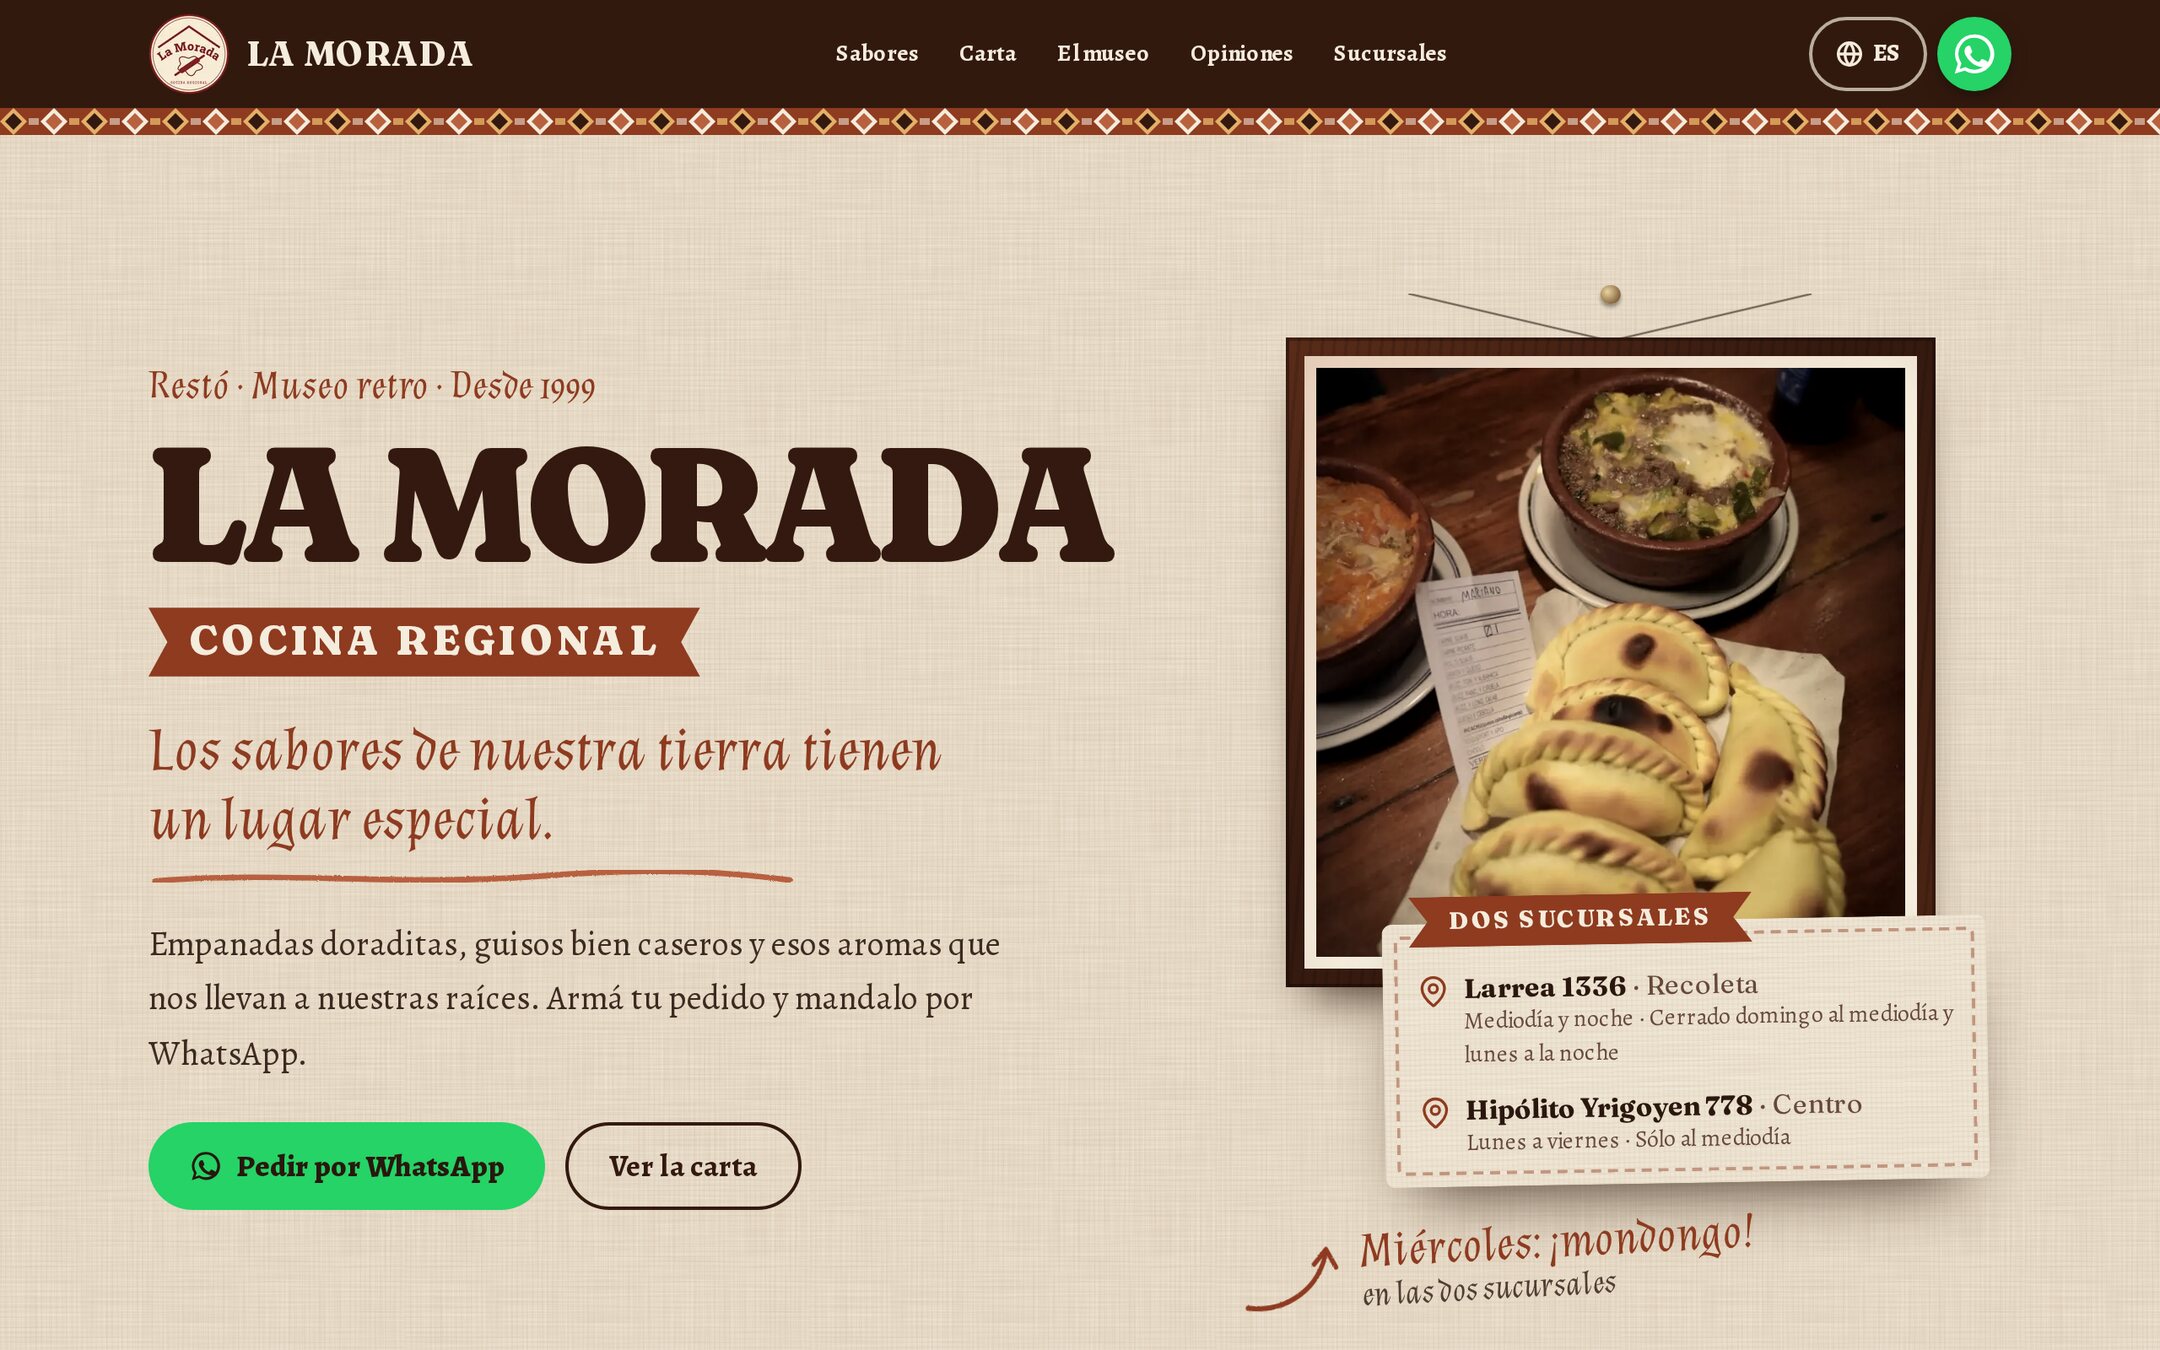 La Morada
COCINA REGIONAL
LA MORADA
Sabores
Carta
El museo
Opiniones
Sucursales
ES
Restó · Museo retro · Desde 1999
LA MORADA
COCINA REGIONAL
Los sabores de nuestra tierra tienen
un lugar especial.
Empanadas doraditas, guisos bien caseros y esos aromas que
nos llevan a nuestras raíces. Armá tu pedido y mandalo por
WhatsApp.
Pedir por WhatsApp
Ver la carta
MARIANO
HORA:
DOS SUCURSALES
Larrea 1336 · Recoleta
Mediodía y noche · Cerrado domingo al mediodía y
lunes a la noche
Hipólito Yrigoyen 778 · Centro
Lunes a viernes · Sólo al mediodía
Miércoles: ¡mondongo!
en las dos sucursales